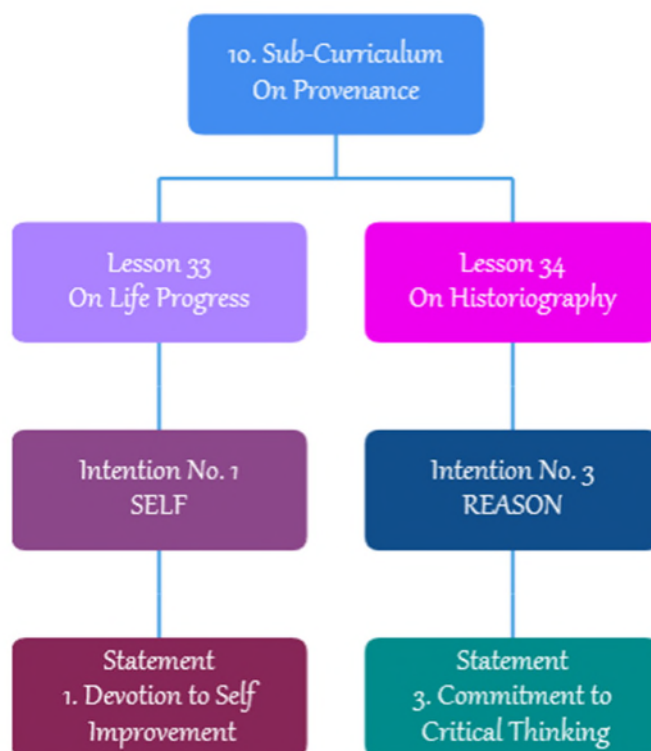 10. Sub-Curriculum
On Provenance
Lesson 33
On Life Progress
Lesson 34
On Historiography
Intention No. 1
SELF
Intention No. 3
REASON
Statement
1. Devotion to Self
Improvement
Statement
3. Commitment to
Critical Thinking